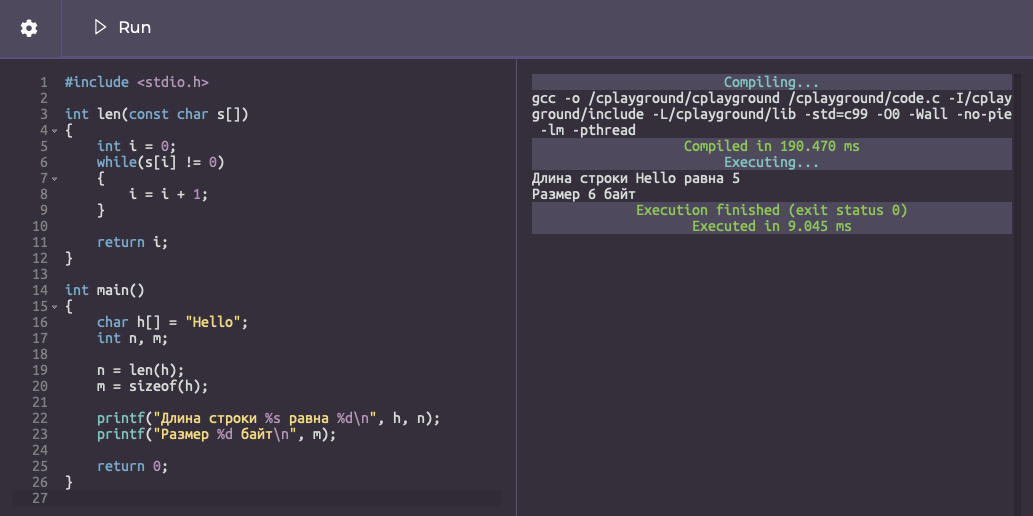 Run
1 #include <stdio.h>
2
3 int len(const char s[])
4 {
5     int i = 0;
6     while(s[i] != 0)
7     {
8         i = i + 1;
9     }
10
11     return i;
12 }
13
14 int main()
15 {
16     char h[] = "Hello";
17     int n, m;
18
19     n = len(h);
20     m = sizeof(h);
21
22     printf("Длина строки %s равна %d\n", h, n);
23     printf("Размер %d байт\n", m);
24
25     return 0;
26 }
27
Compiling...
gcc -o /cplayground/cplayground /cplayground/code.c -I/cplay
ground/include -L/cplayground/lib -std=c99 -O0 -Wall -no-pie
 -lm -pthread
Compiled in 190.470 ms
Executing...
Длина строки Hello равна 5
Размер 6 байт
Execution finished (exit status 0)
Executed in 9.045 ms